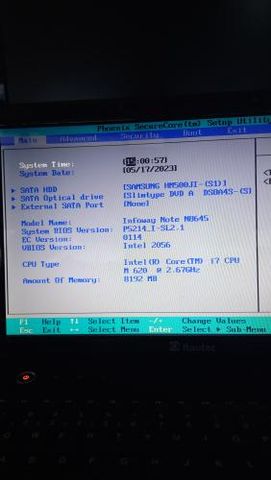 Phoenix SecureCore(tm) Setup Utility
Main Advanced Security Boot Exit
System Time: [15:00:57]
System Date: [05/17/2023]
▸ SATA HDD [SAMSUNG HM500JI-(S1)]
▸ SATA Optical drive [Slimtype DVD A DS8A4S-(S)
▸ External SATA Port [None]
Model Name: Infoway Note N8645
System BIOS Version: P5214_I-SL2.1
EC Version: 0114
VBIOS Version: Intel 2056
CPU Type Intel(R) Core(TM) i7 CPU
M 620 @ 2.67GHz
Amount Of Memory: 8192 MB
F1 Help ↑↓ Select Item -/+ Change Values
Esc Exit ↔ Select Menu Enter Select ▸ Sub-Menu
Itautec